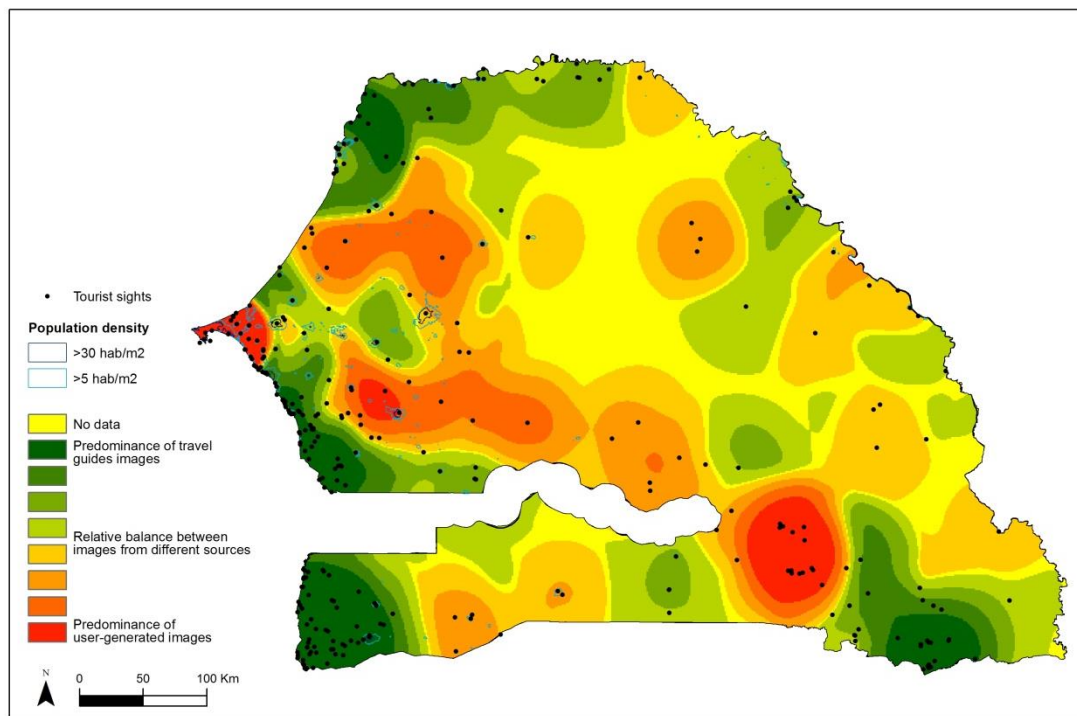 Tourist sights
Population density
>30 hab/m2
>5 hab/m2
No data
Predominance of travel
guides images
Relative balance between
images from different sources
Predominance of
user-generated images
N
0 50 100 Km